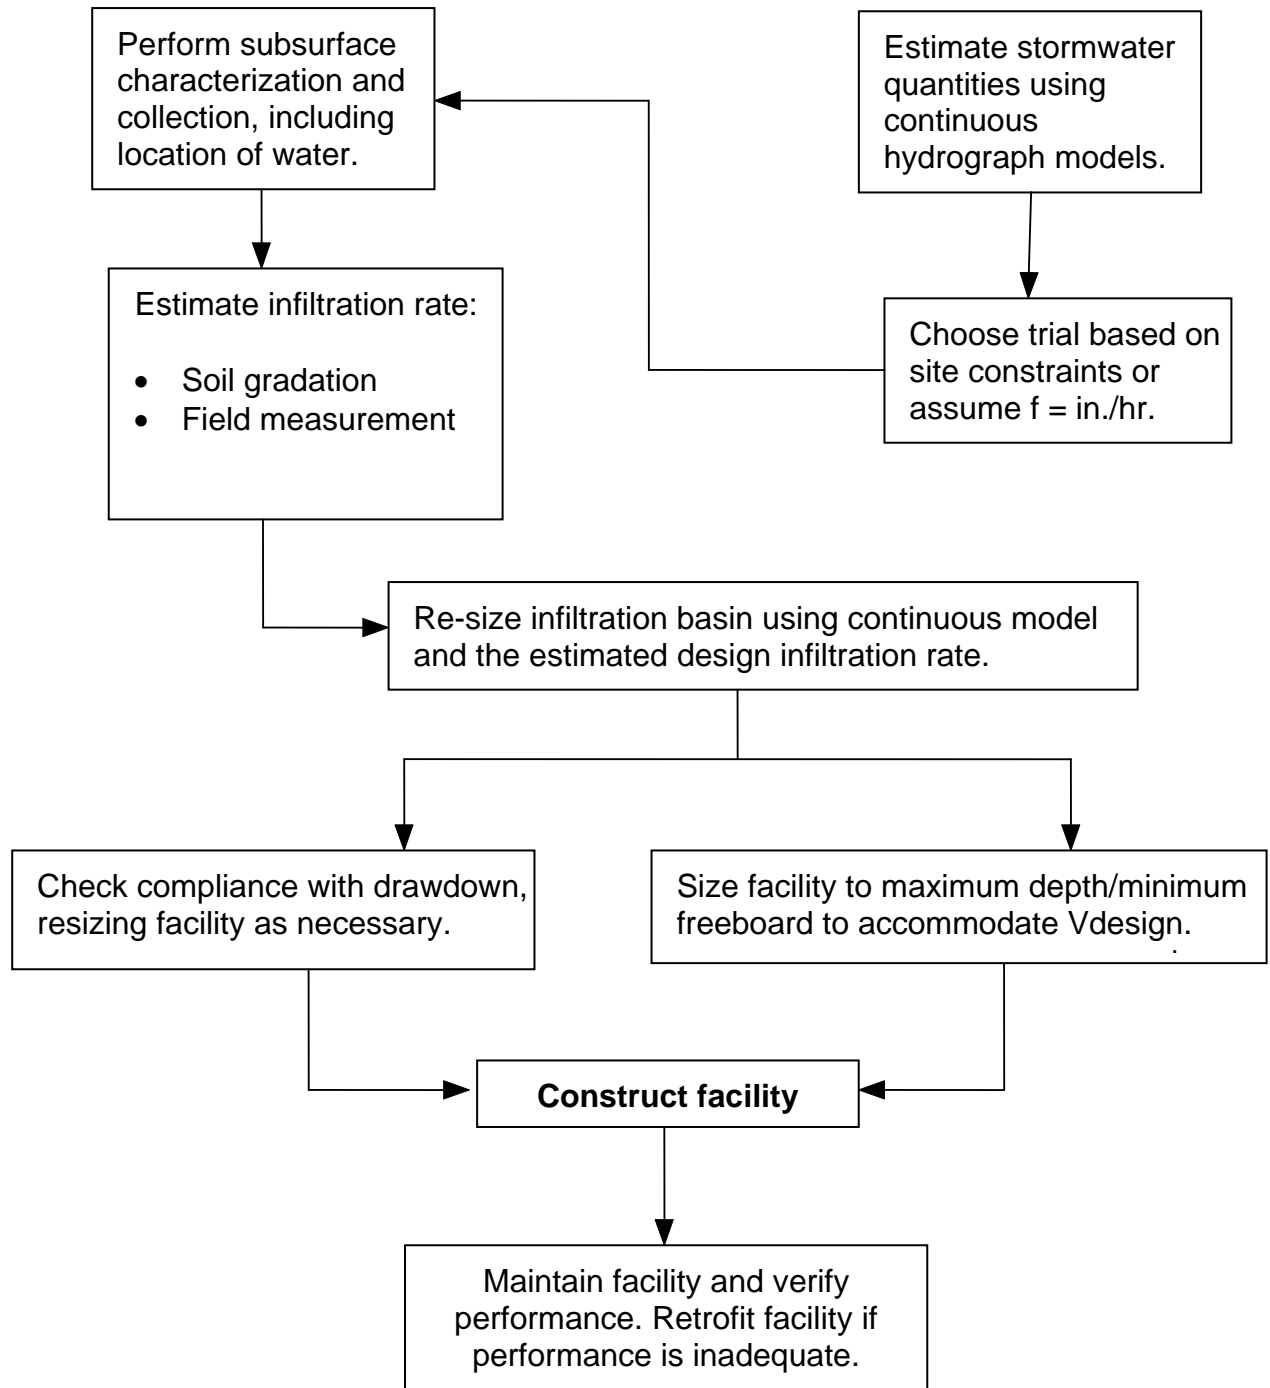 Perform subsurface
characterization and
collection, including
location of water.
Estimate stormwater
quantities using
continuous
hydrograph models.
Estimate infiltration rate:
• Soil gradation
• Field measurement
Choose trial based on
site constraints or
assume f = in./hr.
Re-size infiltration basin using continuous model
and the estimated design infiltration rate.
Check compliance with drawdown,
resizing facility as necessary.
Size facility to maximum depth/minimum
freeboard to accommodate Vdesign.
.
Construct facility
Maintain facility and verify
performance. Retrofit facility if
performance is inadequate.